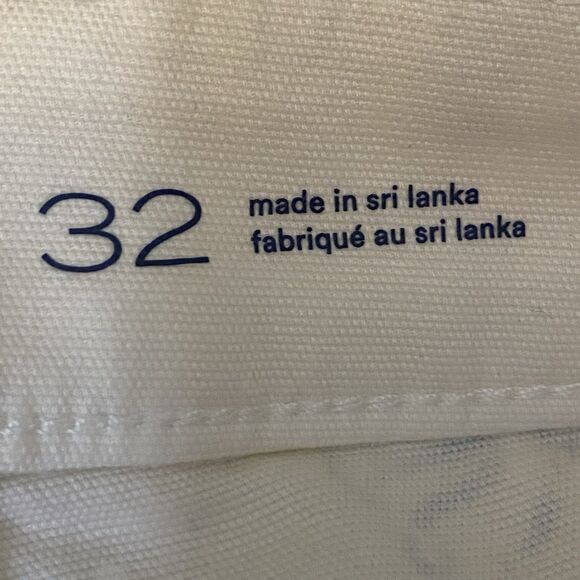 32
made in sri lanka
fabriqué au sri lanka